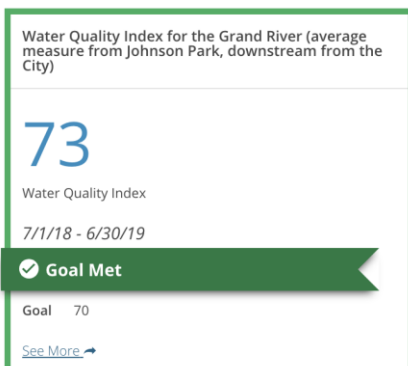 Water Quality Index for the Grand River (average
measure from Johnson Park, downstream from the
City)
73
Water Quality Index
7/1/18 - 6/30/19
Goal Met
Goal 70
See More